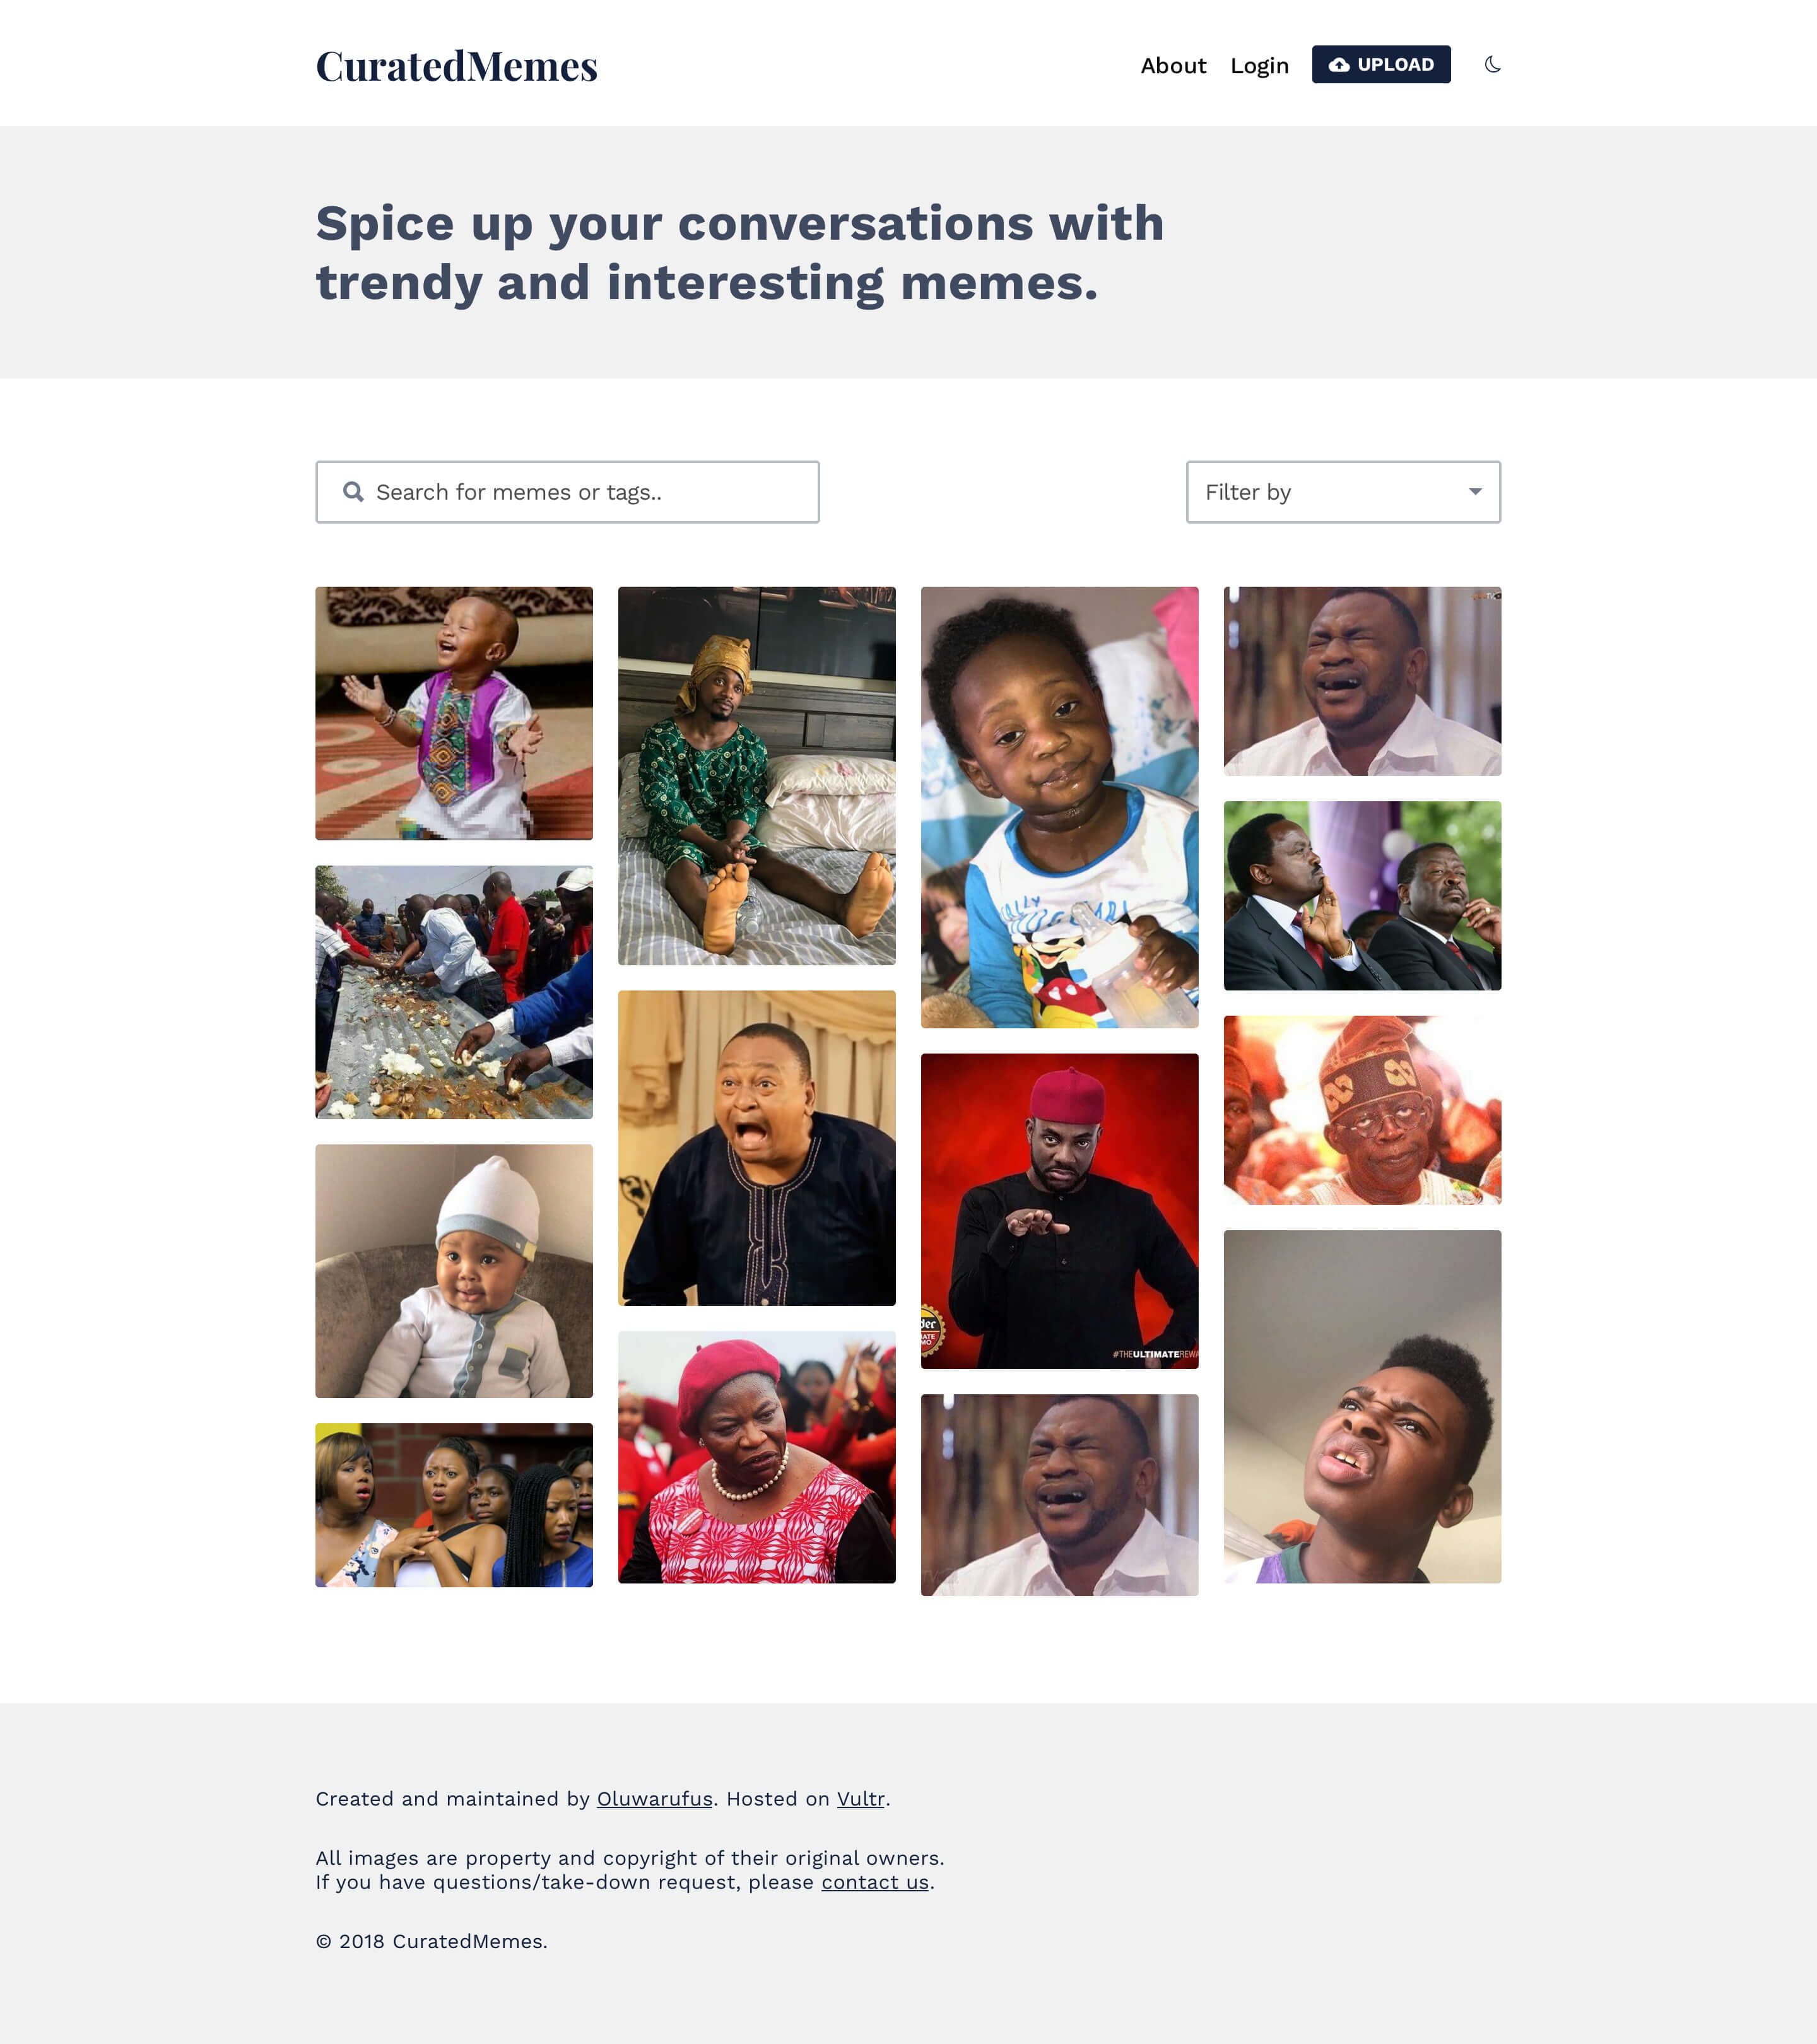 CuratedMemes
About
Login
UPLOAD
Spice up your conversations with
trendy and interesting memes.
Search for memes or tags..
Filter by
#THEULTIMATEREWA
Created and maintained by Oluwarufus. Hosted on Vultr.
All images are property and copyright of their original owners.
If you have questions/take-down request, please contact us.
© 2018 CuratedMemes.